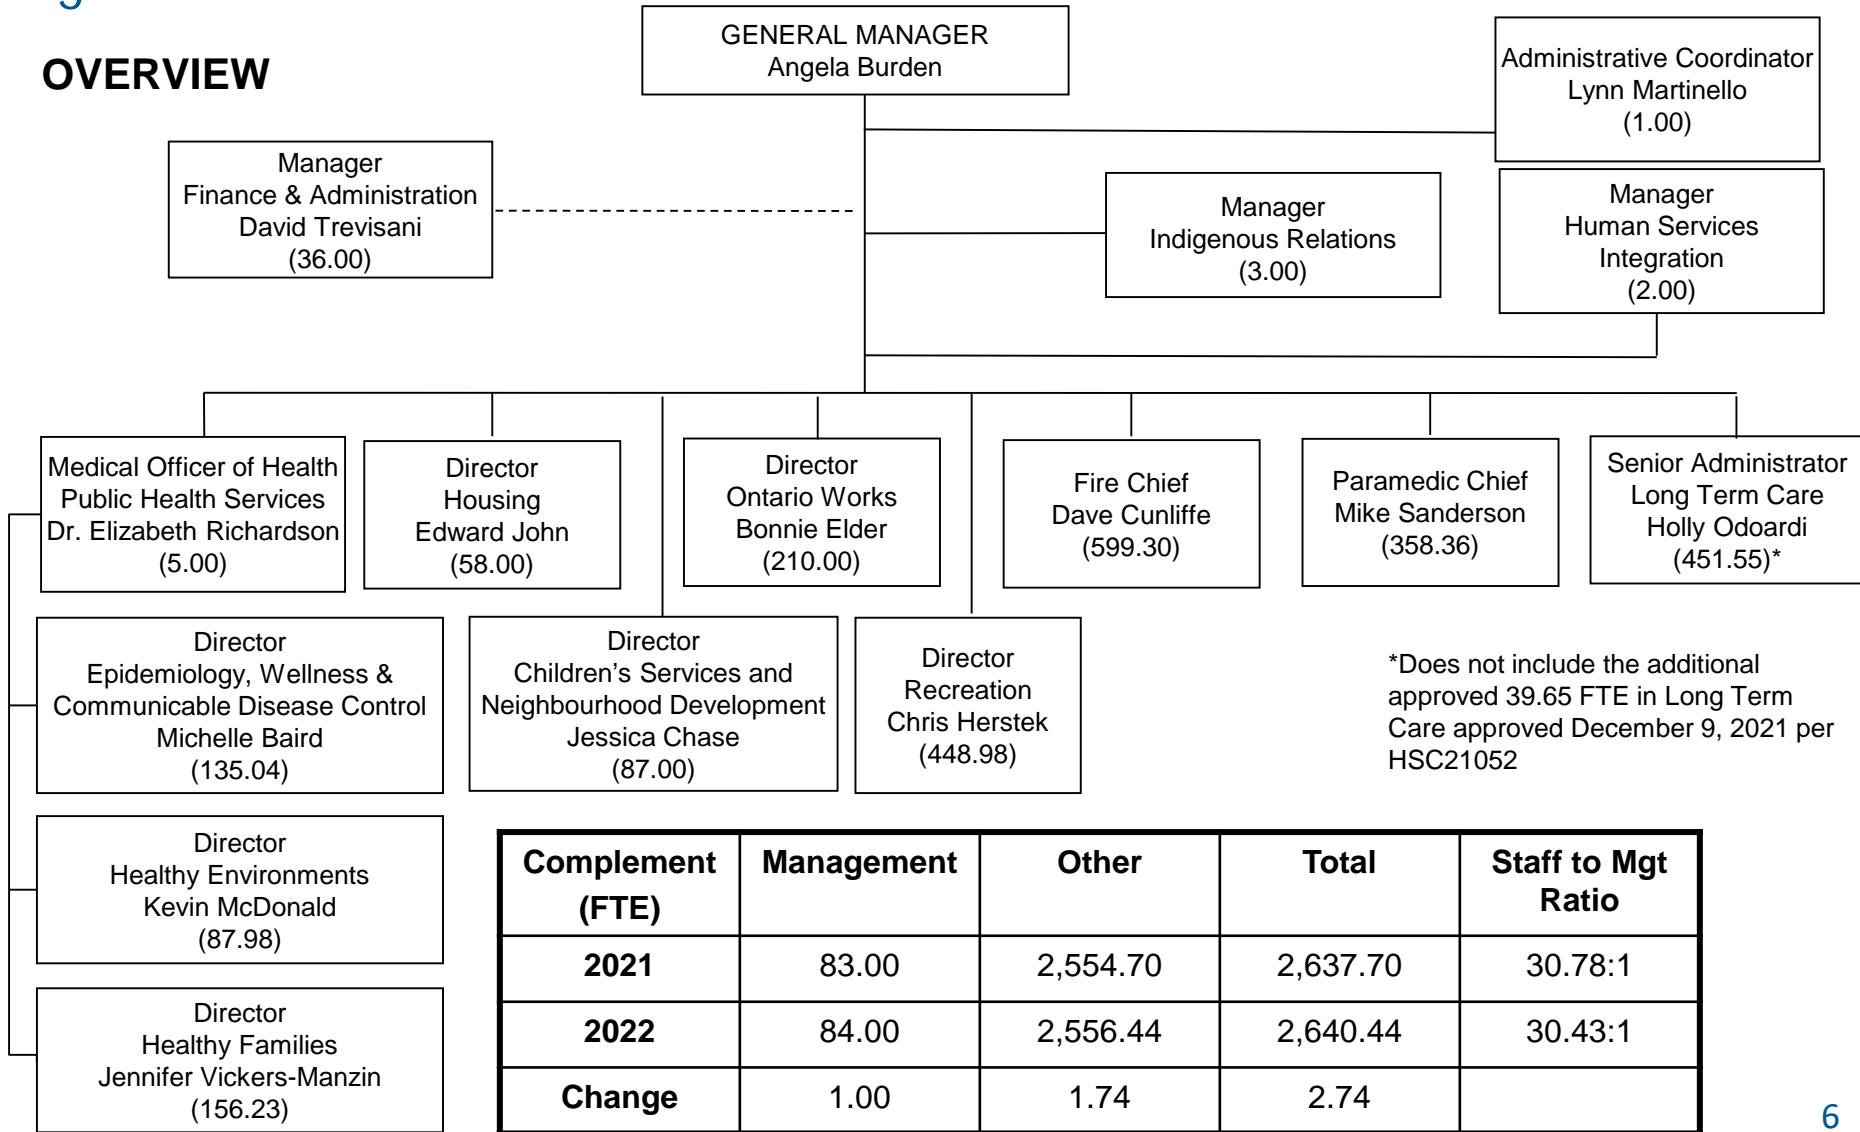 OVERVIEW
GENERAL MANAGER
Angela Burden
Administrative Coordinator
Lynn Martinello
(1.00)
Manager
Finance & Administration
David Trevisani
(36.00)
Manager
Indigenous Relations
(3.00)
Manager
Human Services
Integration
(2.00)
Medical Officer of Health
Public Health Services
Dr. Elizabeth Richardson
(5.00)
Director
Housing
Edward John
(58.00)
Director
Ontario Works
Bonnie Elder
(210.00)
Fire Chief
Dave Cunliffe
(599.30)
Paramedic Chief
Mike Sanderson
(358.36)
Senior Administrator
Long Term Care
Holly Odoardi
(451.55)*
Director
Epidemiology, Wellness &
Communicable Disease Control
Michelle Baird
(135.04)
Director
Children’s Services and
Neighbourhood Development
Jessica Chase
(87.00)
Director
Recreation
Chris Herstek
(448.98)
*Does not include the additional
approved 39.65 FTE in Long Term
Care approved December 9, 2021 per
HSC21052
Director
Healthy Environments
Kevin McDonald
(87.98)
Director
Healthy Families
Jennifer Vickers-Manzin
(156.23)
Complement (FTE) Management Other Total Staff to Mgt Ratio
2021 83.00 2,554.70 2,637.70 30.78:1
2022 84.00 2,556.44 2,640.44 30.43:1
Change 1.00 1.74 2.74
6